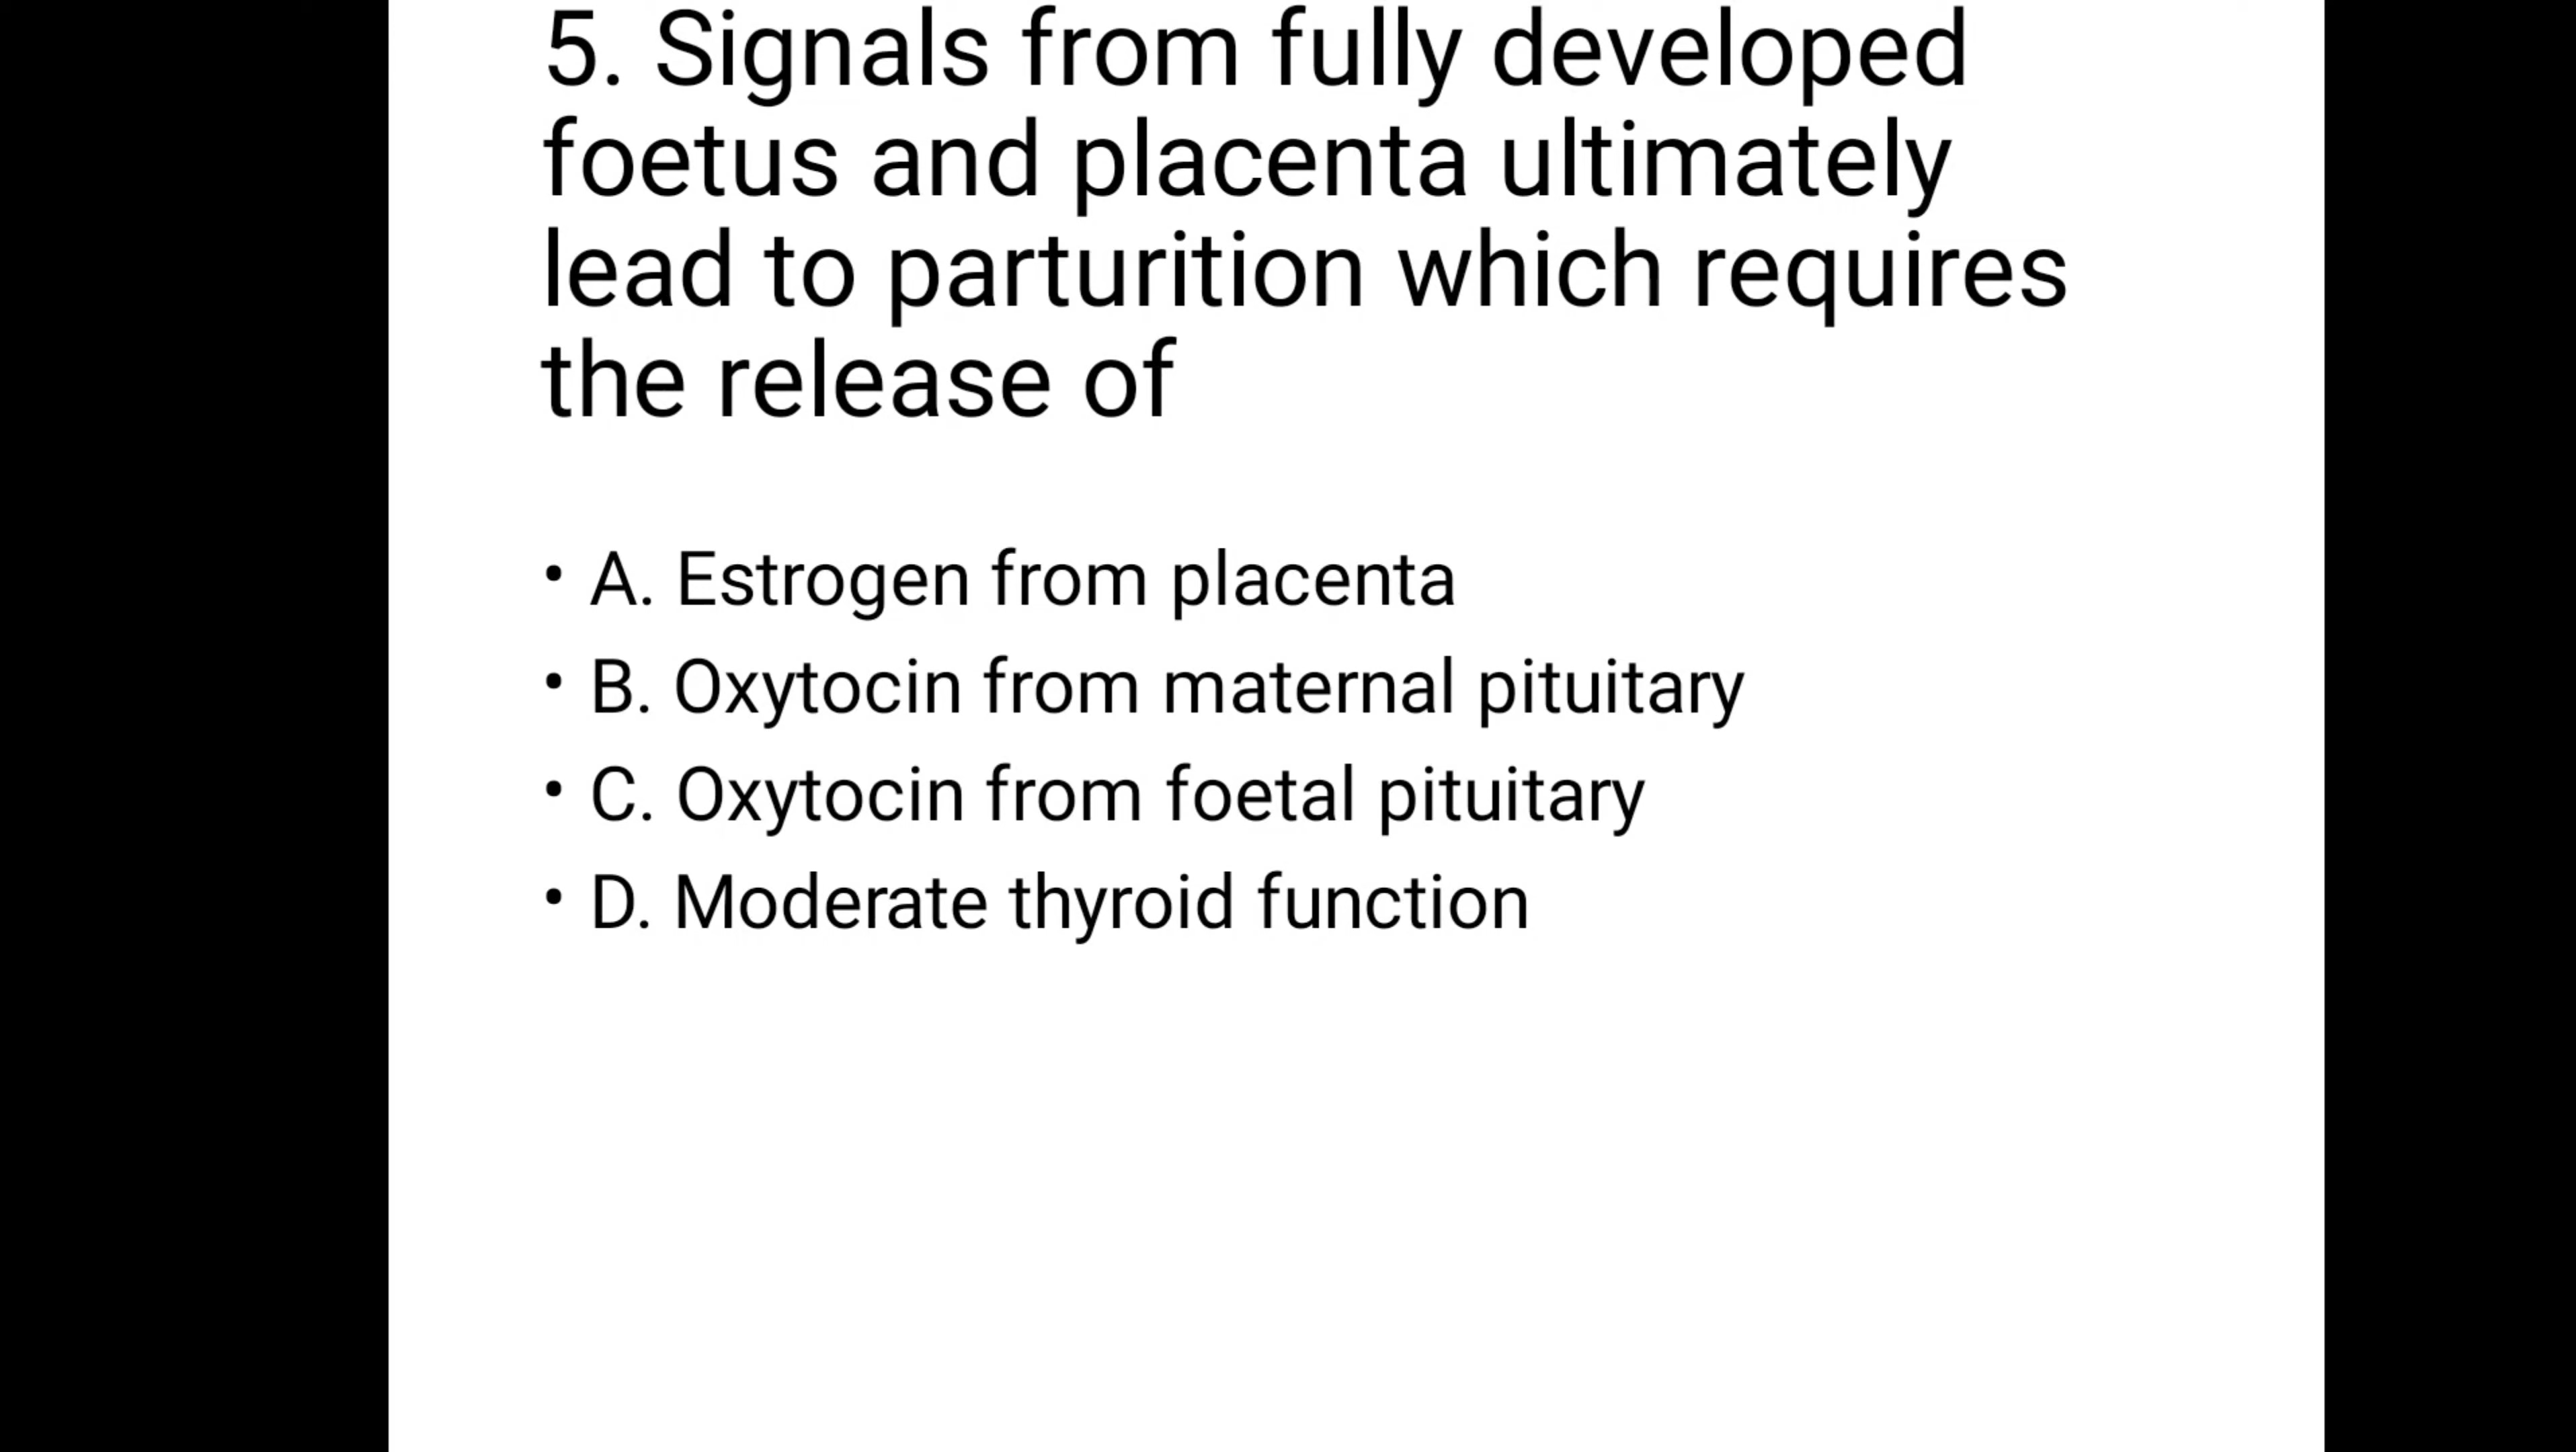 5. Signals from fully developed
foetus and placenta ultimately
lead to parturition which requires
the release of
• A. Estrogen from placenta
• B. Oxytocin from maternal pituitary
• C. Oxytocin from foetal pituitary
• D. Moderate thyroid function